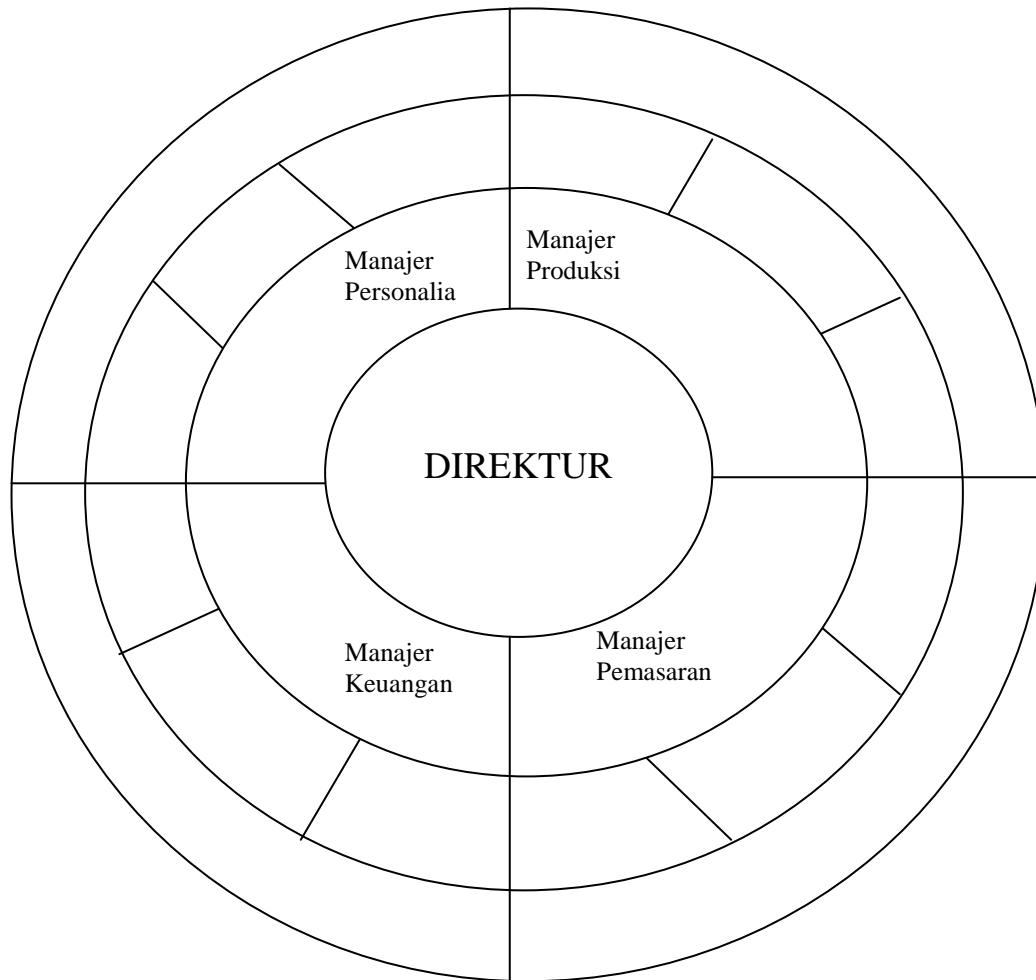 Manajer
Personalia
Manajer
Produksi
DIREKTUR
Manajer
Keuangan
Manajer
Pemasaran